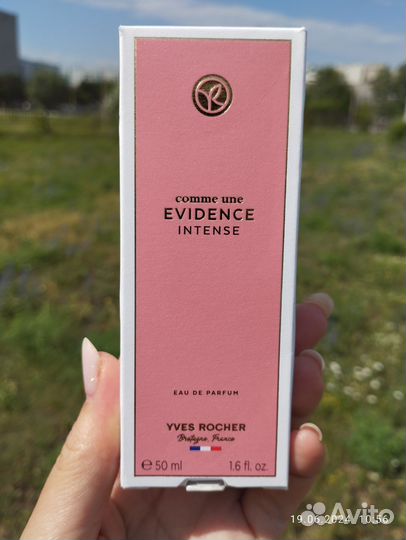 comme une
EVIDENCE
INTENSE
EAU DE PARFUM
YVES ROCHER
Bretagne, France
℮ 50 ml 1.6 fl. oz.
Avito
19.06.2024 10:56